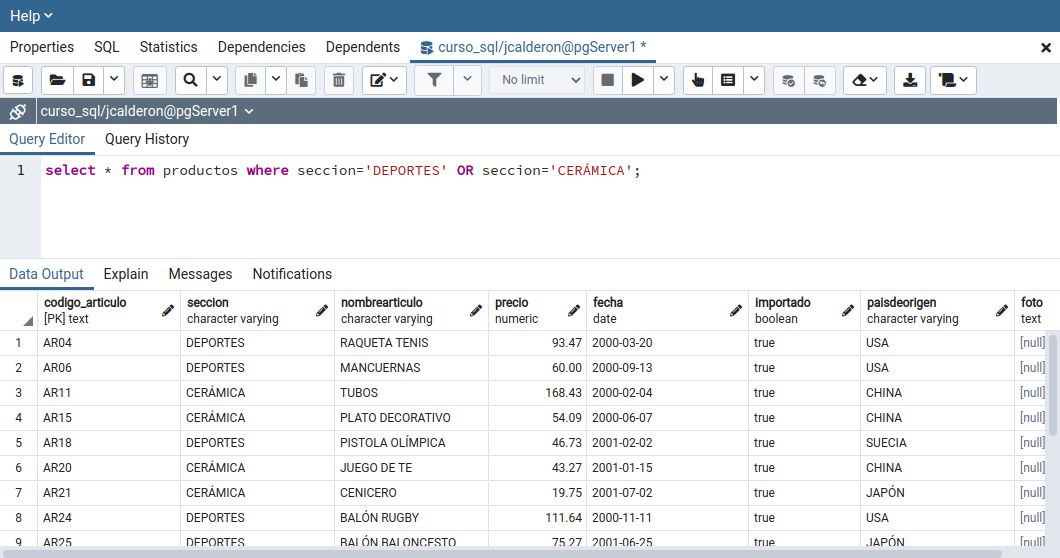 Help
Properties SQL Statistics Dependencies Dependents curso_sql/jcalderon@pgServer1 *
No limit
curso_sql/jcalderon@pgServer1
Query Editor Query History
1 select * from productos where seccion='DEPORTES' OR seccion='CERÁMICA';
Data Output Explain Messages Notifications
codigo_articulo seccion nombrearticulo precio fecha importado paisdeorigen foto
[PK] text character varying character varying numeric date boolean character varying text
1 AR04 DEPORTES RAQUETA TENIS 93.47 2000-03-20 true USA [null]
2 AR06 DEPORTES MANCUERNAS 60.00 2000-09-13 true USA [null]
3 AR11 CERÁMICA TUBOS 168.43 2000-02-04 true CHINA [null]
4 AR15 CERÁMICA PLATO DECORATIVO 54.09 2000-06-07 true CHINA [null]
5 AR18 DEPORTES PISTOLA OLÍMPICA 46.73 2001-02-02 true SUECIA [null]
6 AR20 CERÁMICA JUEGO DE TE 43.27 2001-01-15 true CHINA [null]
7 AR21 CERÁMICA CENICERO 19.75 2001-07-02 true JAPÓN [null]
8 AR24 DEPORTES BALÓN RUGBY 111.64 2000-11-11 true USA [null]
9 AR25 DEPORTES BALÓN BALONCESTO 75.27 2001-06-25 true JAPÓN [null]